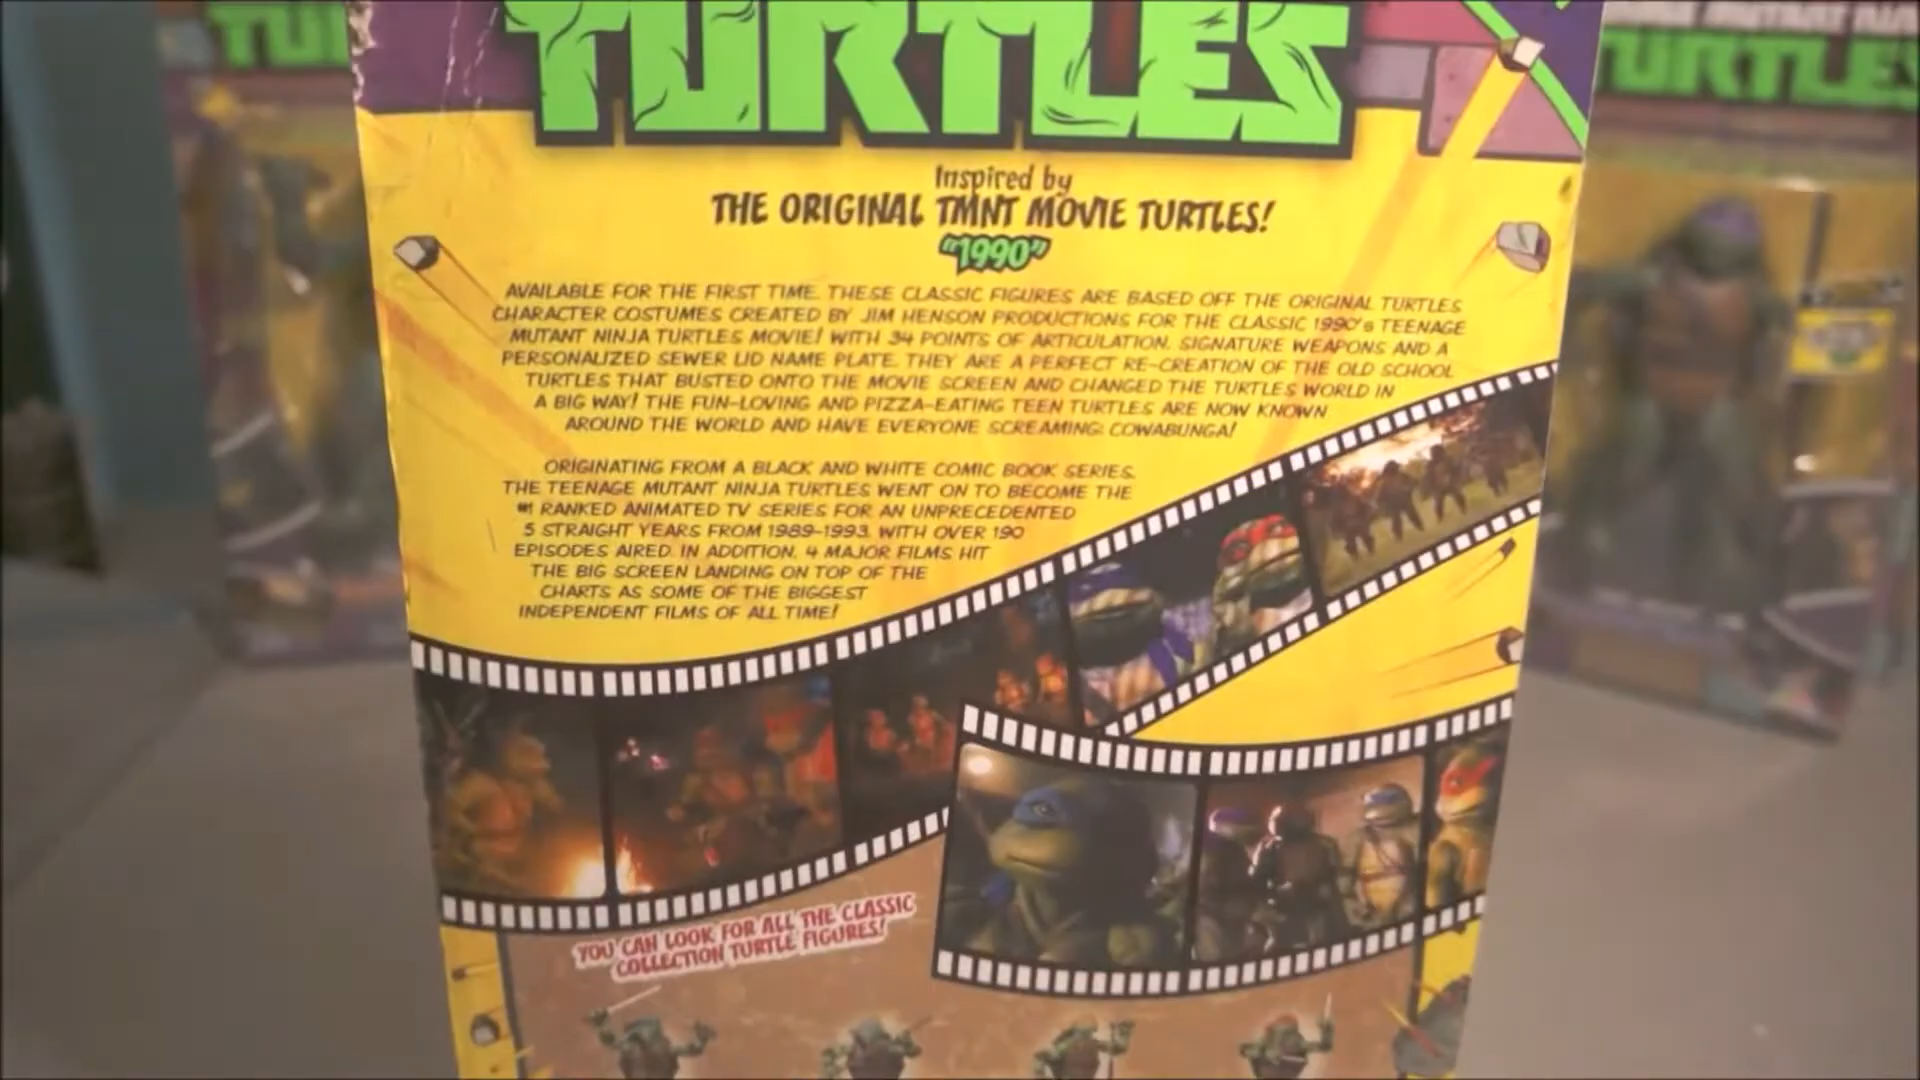 TURTLES
Inspired by
THE ORIGINAL TMNT MOVIE TURTLES!
"1990"
AVAILABLE FOR THE FIRST TIME. THESE CLASSIC FIGURES ARE BASED OFF THE ORIGINAL TURTLES
CHARACTER COSTUMES CREATED BY JIM HENSON PRODUCTIONS FOR THE CLASSIC 1990's TEENAGE
MUTANT NINJA TURTLES MOVIE! WITH 34 POINTS OF ARTICULATION, SIGNATURE WEAPONS AND A
PERSONALIZED SEWER LID NAME PLATE. THEY ARE A PERFECT RE-CREATION OF THE OLD SCHOOL
TURTLES THAT BUSTED ONTO THE MOVIE SCREEN AND CHANGED THE TURTLES WORLD IN
A BIG WAY! THE FUN-LOVING AND PIZZA-EATING TEEN TURTLES ARE NOW KNOWN
AROUND THE WORLD AND HAVE EVERYONE SCREAMING: COWABUNGA!
ORIGINATING FROM A BLACK AND WHITE COMIC BOOK SERIES,
THE TEENAGE MUTANT NINJA TURTLES WENT ON TO BECOME THE
#1 RANKED ANIMATED TV SERIES FOR AN UNPRECEDENTED
5 STRAIGHT YEARS FROM 1989-1993, WITH OVER 190
EPISODES AIRED. IN ADDITION, 4 MAJOR FILMS HIT
THE BIG SCREEN LANDING ON TOP OF THE
CHARTS AS SOME OF THE BIGGEST
INDEPENDENT FILMS OF ALL TIME!
YOU CAN LOOK FOR ALL THE CLASSIC
COLLECTION TURTLE FIGURES!
MUTANT
TURTLES
TU